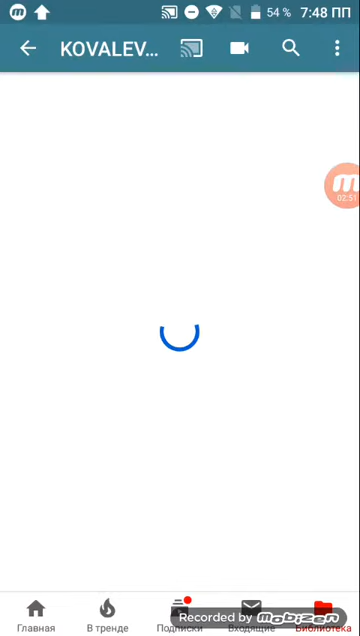 54 % 7:48 ПП
KOVALEV...
02:51
Главная В тренде Подписки Входящие Библиотека
Recorded by mobizen